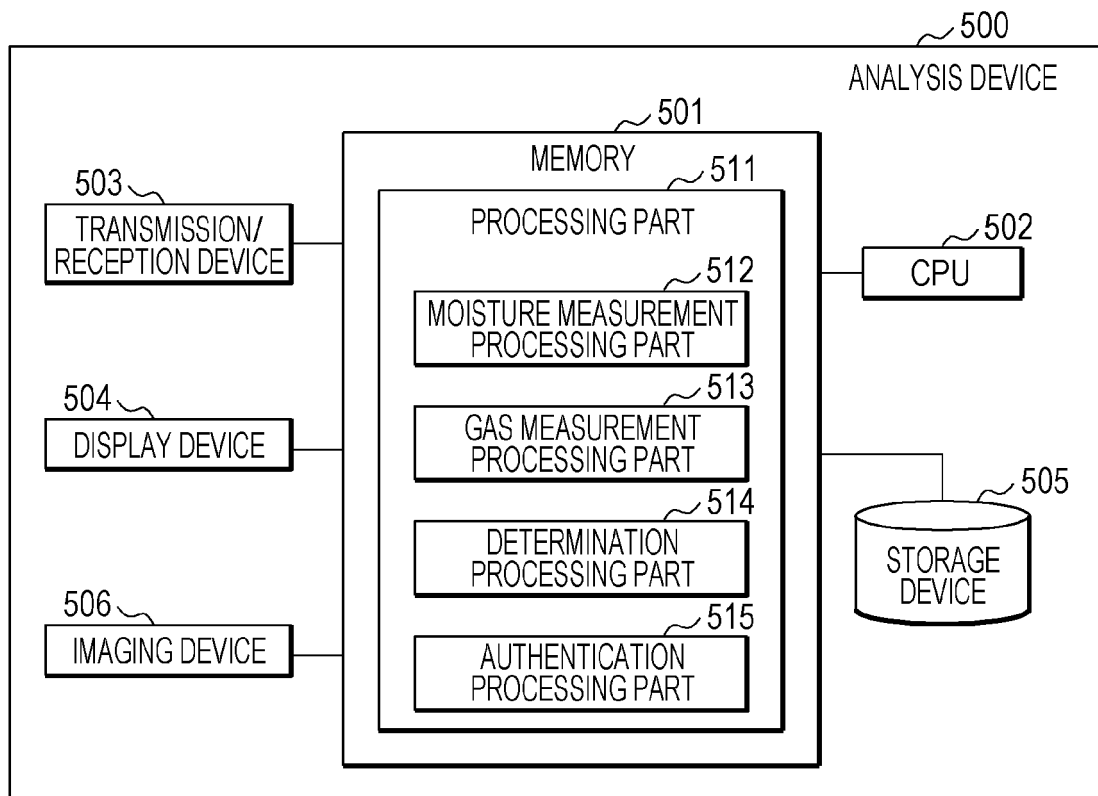 500
ANALYSIS DEVICE
501
MEMORY
503
TRANSMISSION/
RECEPTION DEVICE
511
PROCESSING PART
502
CPU
512
MOISTURE MEASUREMENT
PROCESSING PART
504
DISPLAY DEVICE
513
GAS MEASUREMENT
PROCESSING PART
505
STORAGE
DEVICE
514
DETERMINATION
PROCESSING PART
506
IMAGING DEVICE
515
AUTHENTICATION
PROCESSING PART